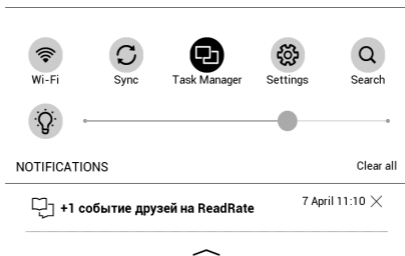 Wi-Fi Sync Task Manager Settings Search
NOTIFICATIONS Clear all
+1 событие друзей на ReadRate 7 April 11:10